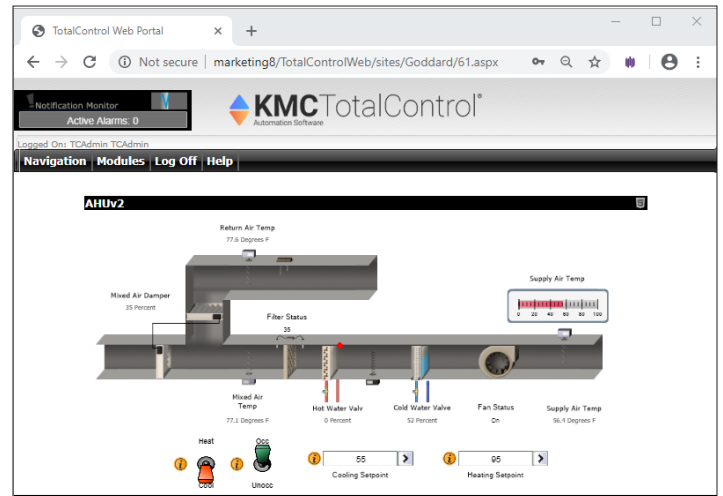 TotalControl Web Portal
Not secure | marketing8/TotalControlWeb/sites/Goddard/61.aspx
Notification Monitor
Active Alarms: 0
KMCTotalControl®
Automation Software
Logged On: TCAdmin TCAdmin
Navigation Modules Log Off Help
AHUv2
Return Air Temp
77.6 Degrees F
Supply Air Temp
0 20 40 60 80 100
Mixed Air Damper
35 Percent
Filter Status
35
Mixed Air
Temp
77.1 Degrees F
Hot Water Valv
0 Percent
Cold Water Valve
52 Percent
Fan Status
On
Supply Air Temp
56.4 Degrees F
Heat
Cool
Occ
Unocc
55
Cooling Setpoint
95
Heating Setpoint